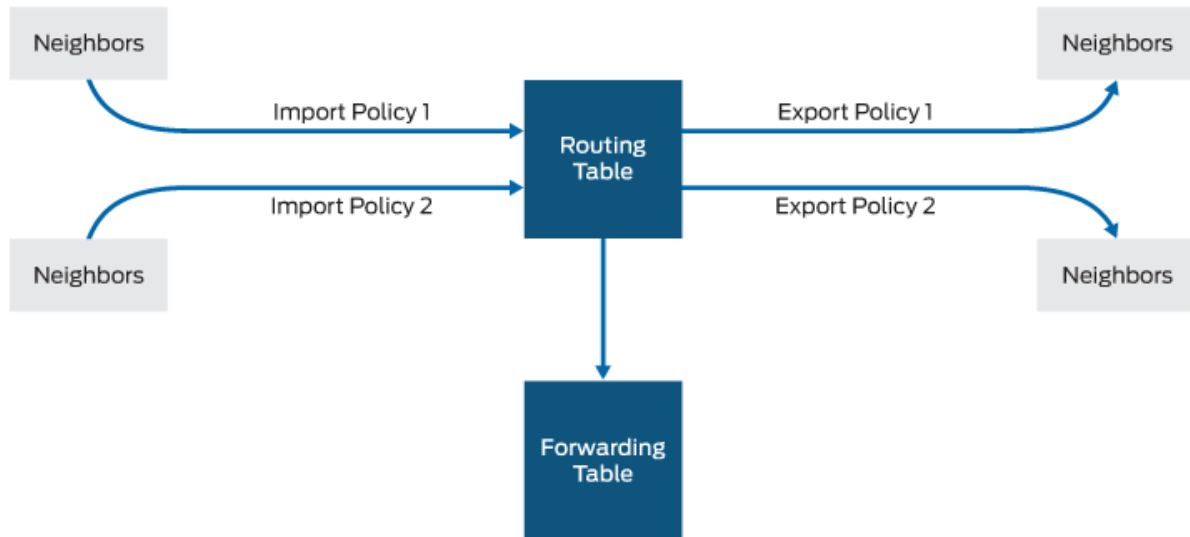 Neighbors
Neighbors
Import Policy 1
Export Policy 1
Routing
Table
Import Policy 2
Export Policy 2
Neighbors
Neighbors
Forwarding
Table